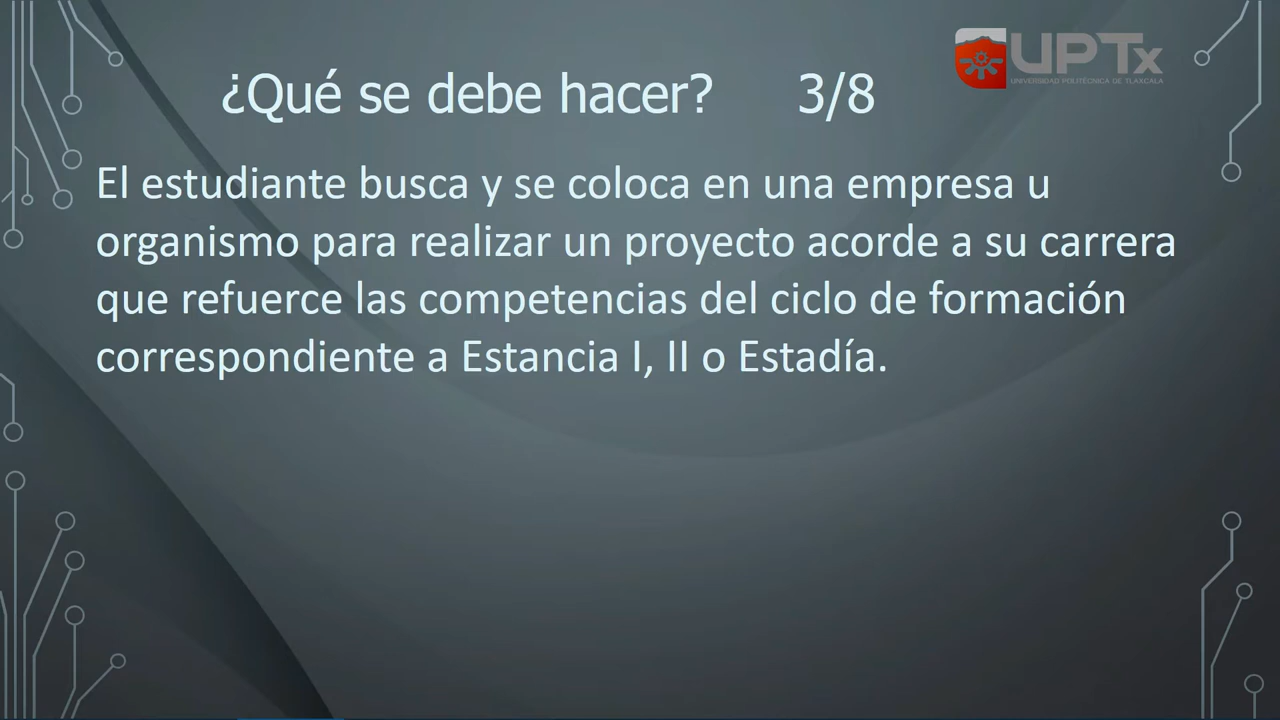 UPTx
UNIVERSIDAD POLITÉCNICA DE TLAXCALA
¿Qué se debe hacer? 3/8
El estudiante busca y se coloca en una empresa u
organismo para realizar un proyecto acorde a su carrera
que refuerce las competencias del ciclo de formación
correspondiente a Estancia I, II o Estadía.